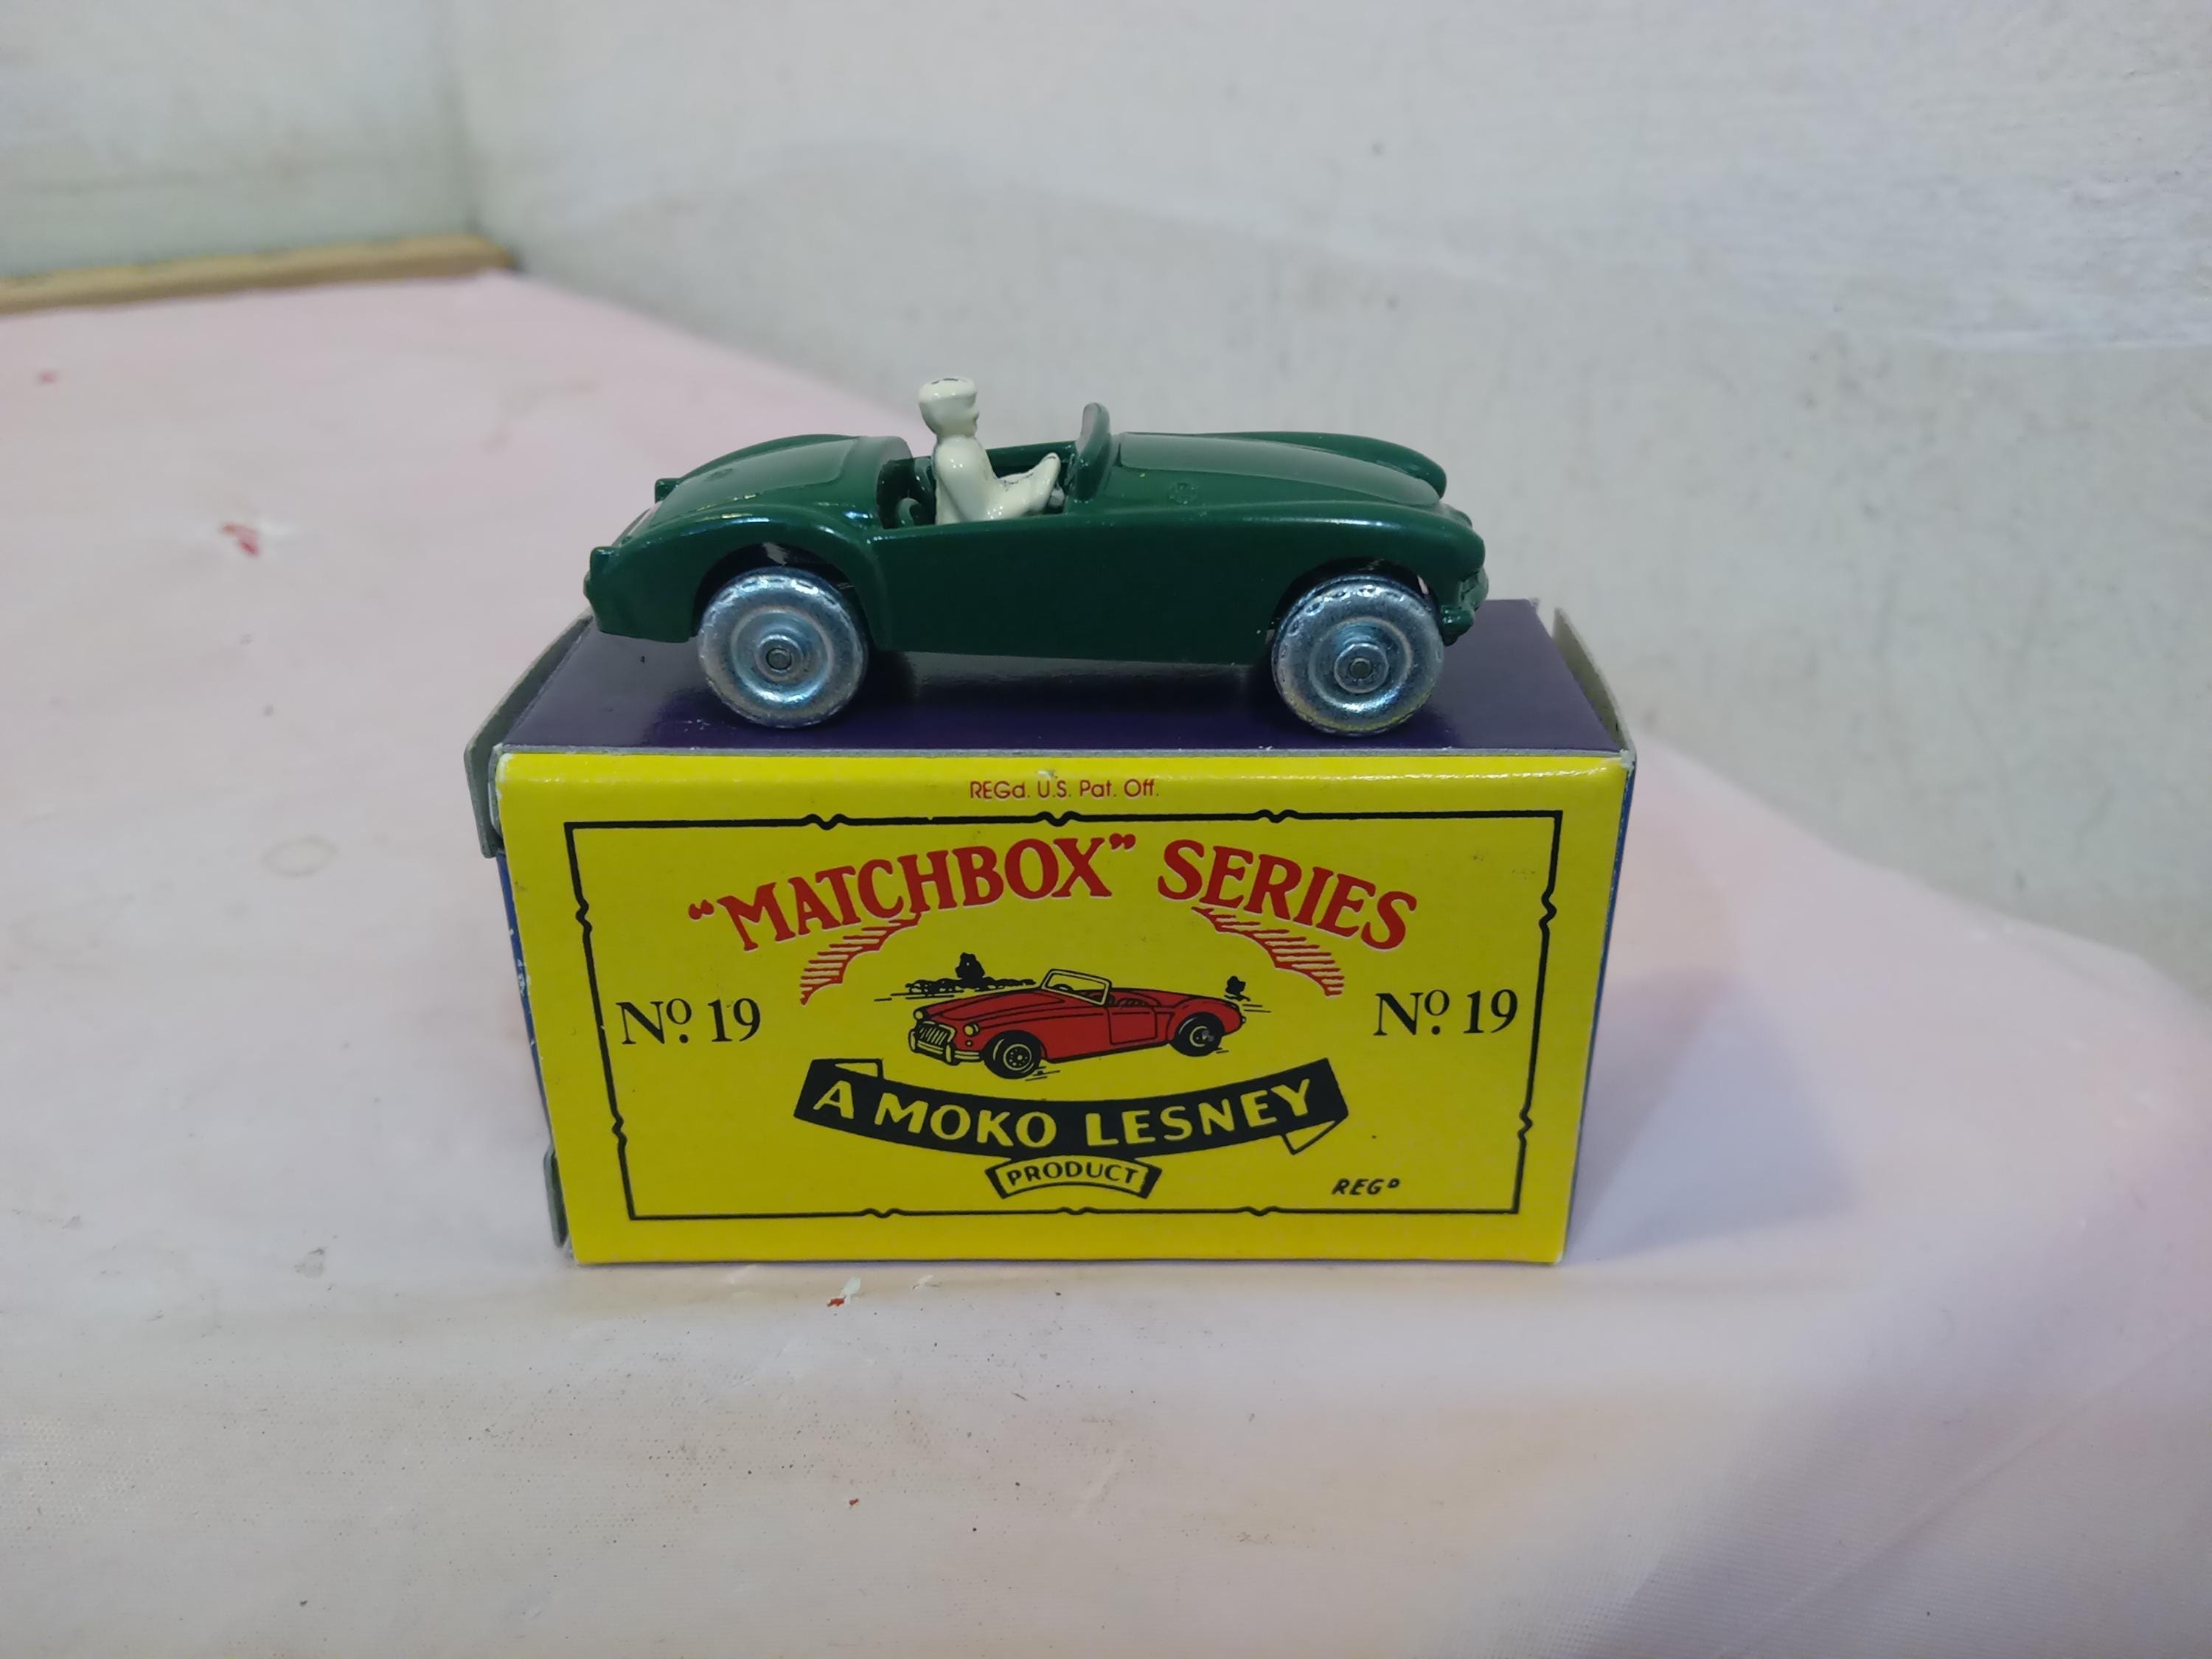 REGd. U.S. Pat. Off.
“MATCHBOX” SERIES
Nº. 19
Nº. 19
A MOKO LESNEY
PRODUCT
REGD